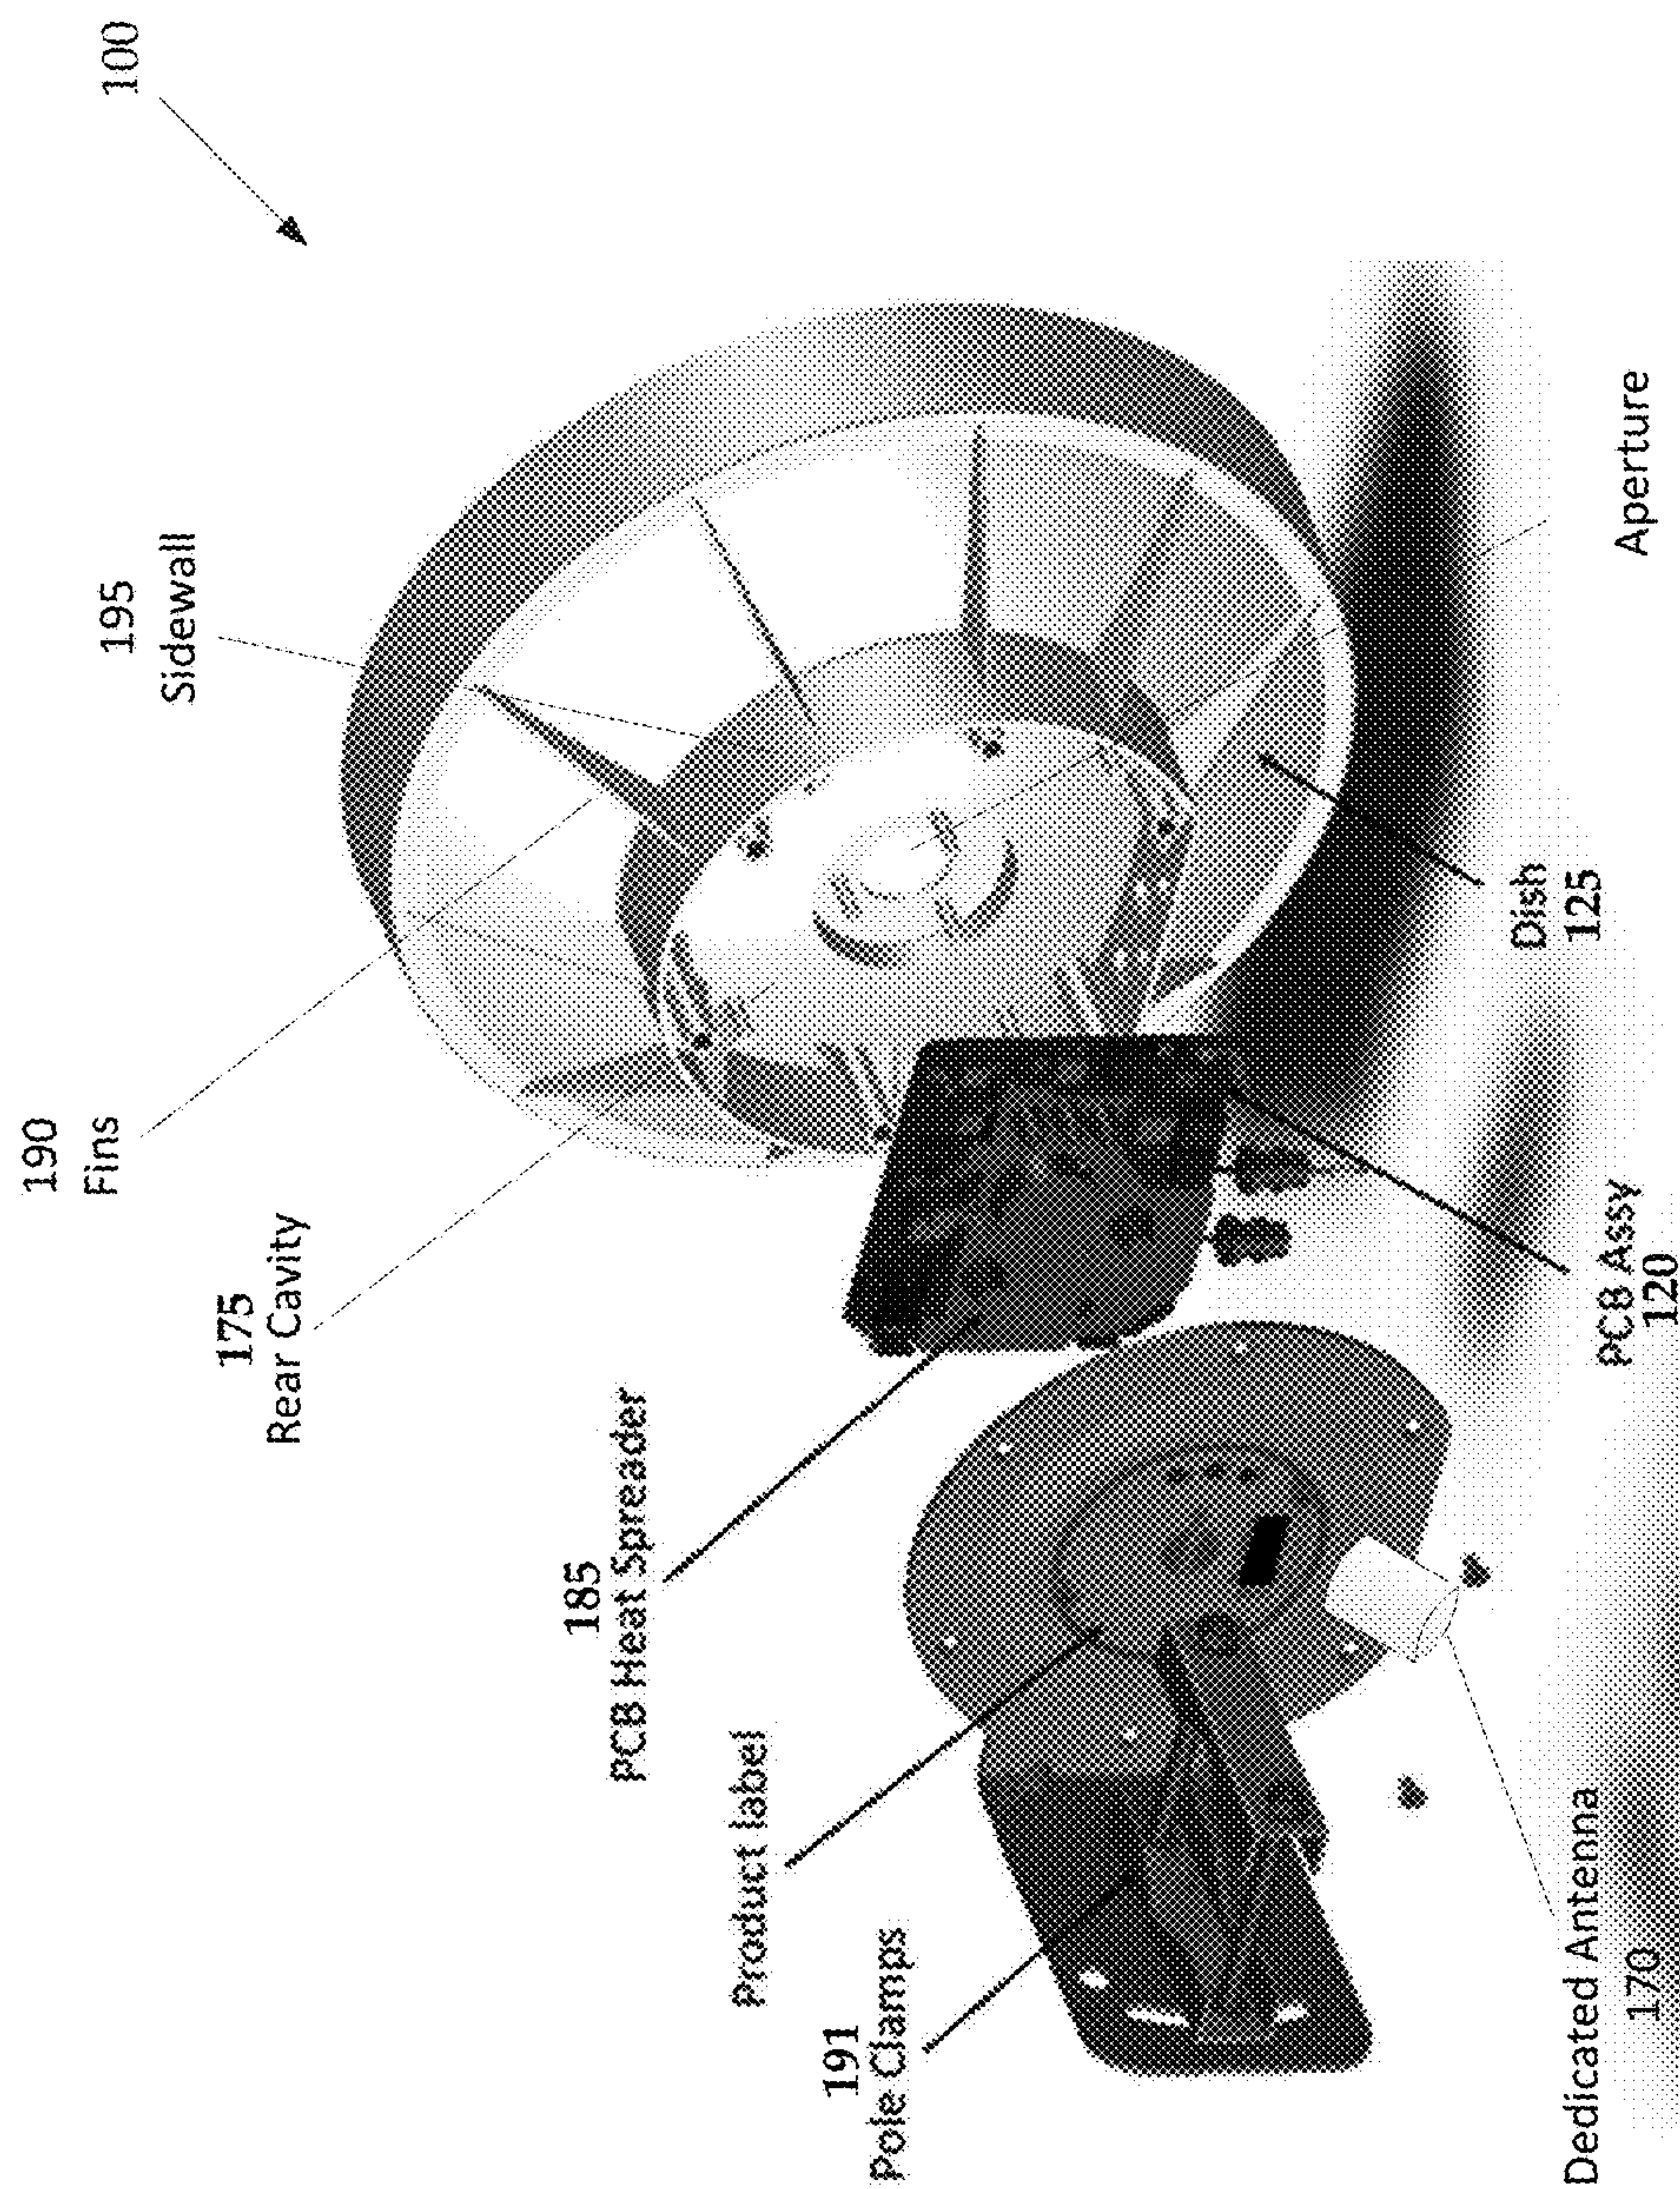 100
195
Sidewall
190
Fins
175
Rear Cavity
185
PCB Heat Spreader
Product label
191
Pole Clamps
Aperture
Dish
125
PCB Assy
120
Dedicated Antenna
170